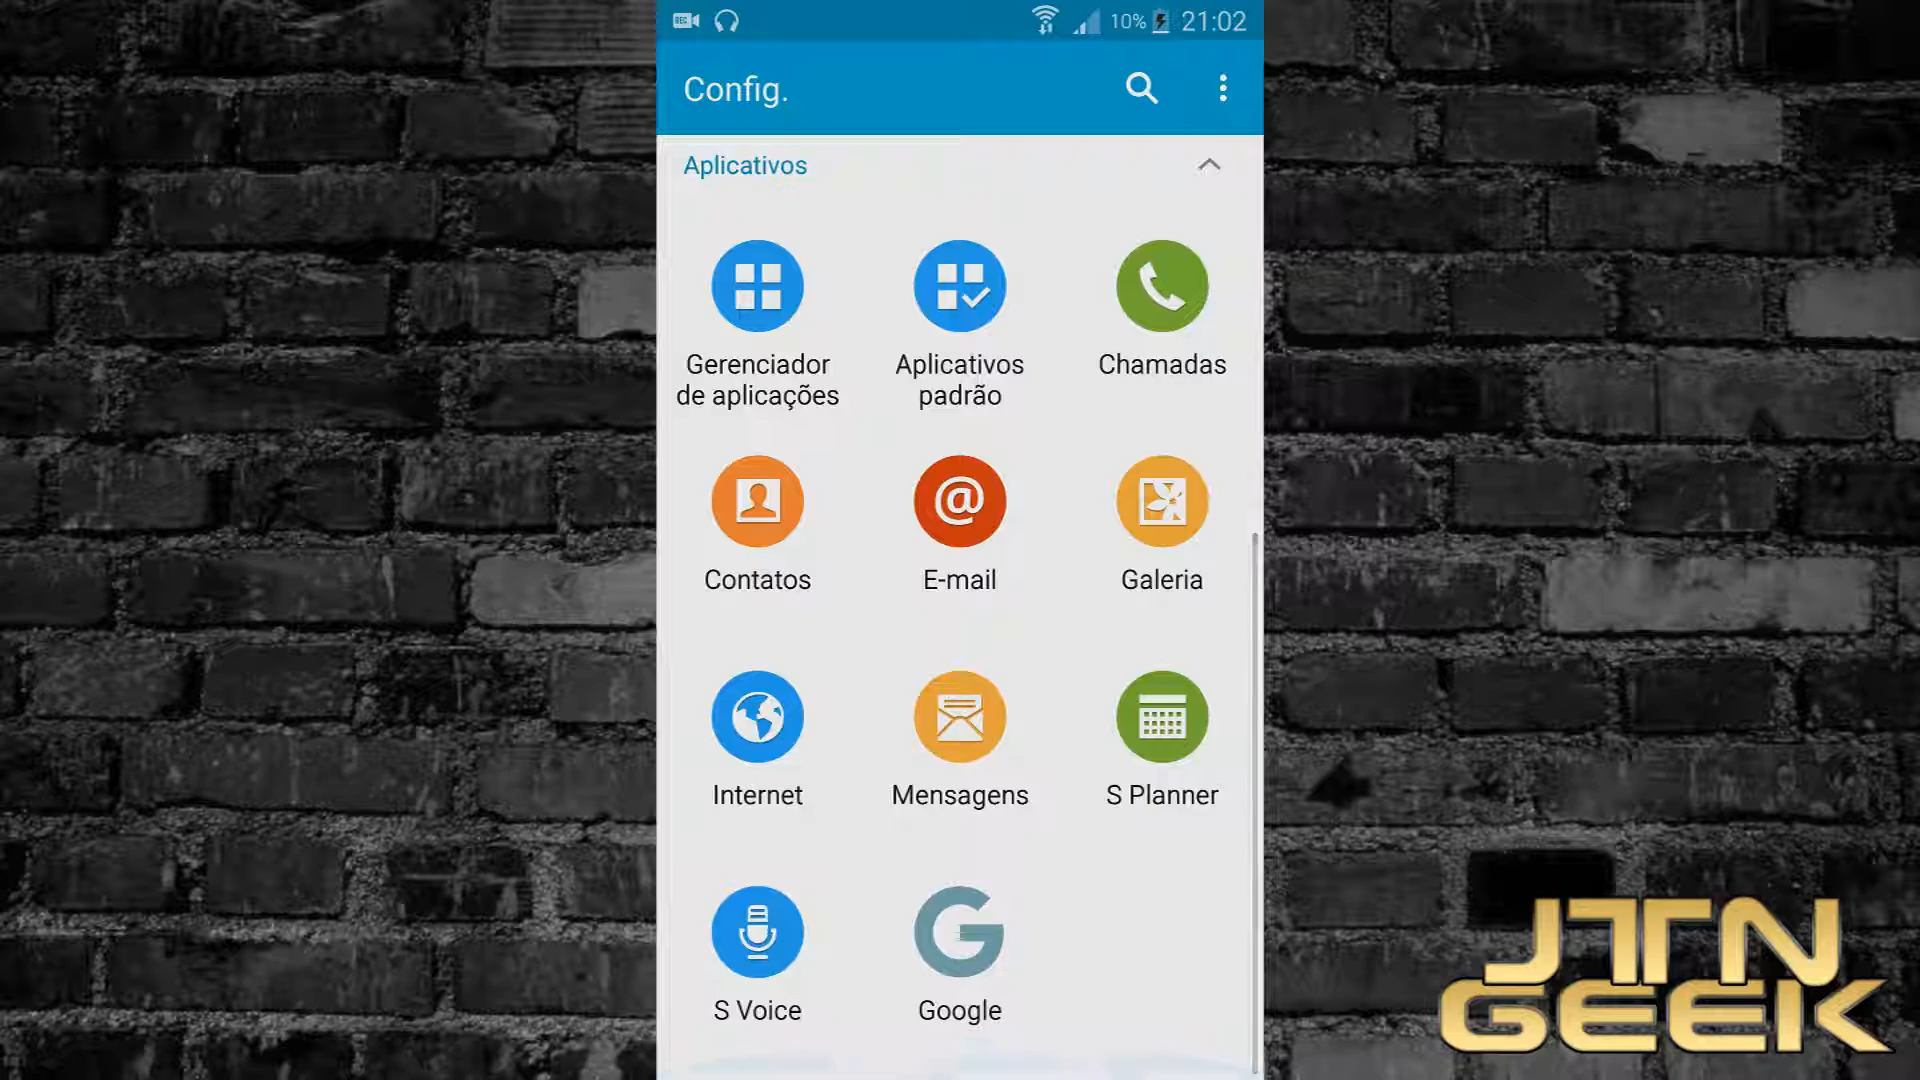 REC 10% 21:02
Config.
Aplicativos
Gerenciador
de aplicações
Aplicativos
padrão
Chamadas
Contatos
E-mail
Galeria
Internet
Mensagens
S Planner
S Voice
Google
JTN
GEEK